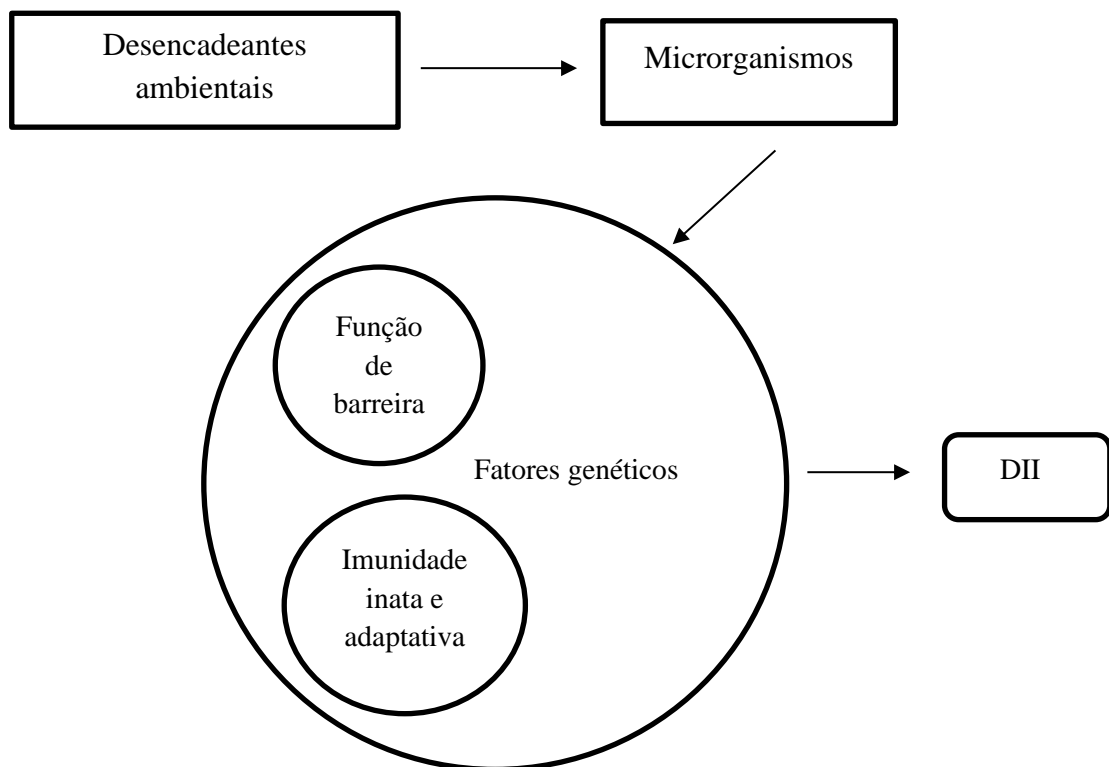 Desencadeantes
ambientais
Microrganismos
Função
de
barreira
Fatores genéticos
DII
Imunidade
inata e
adaptativa